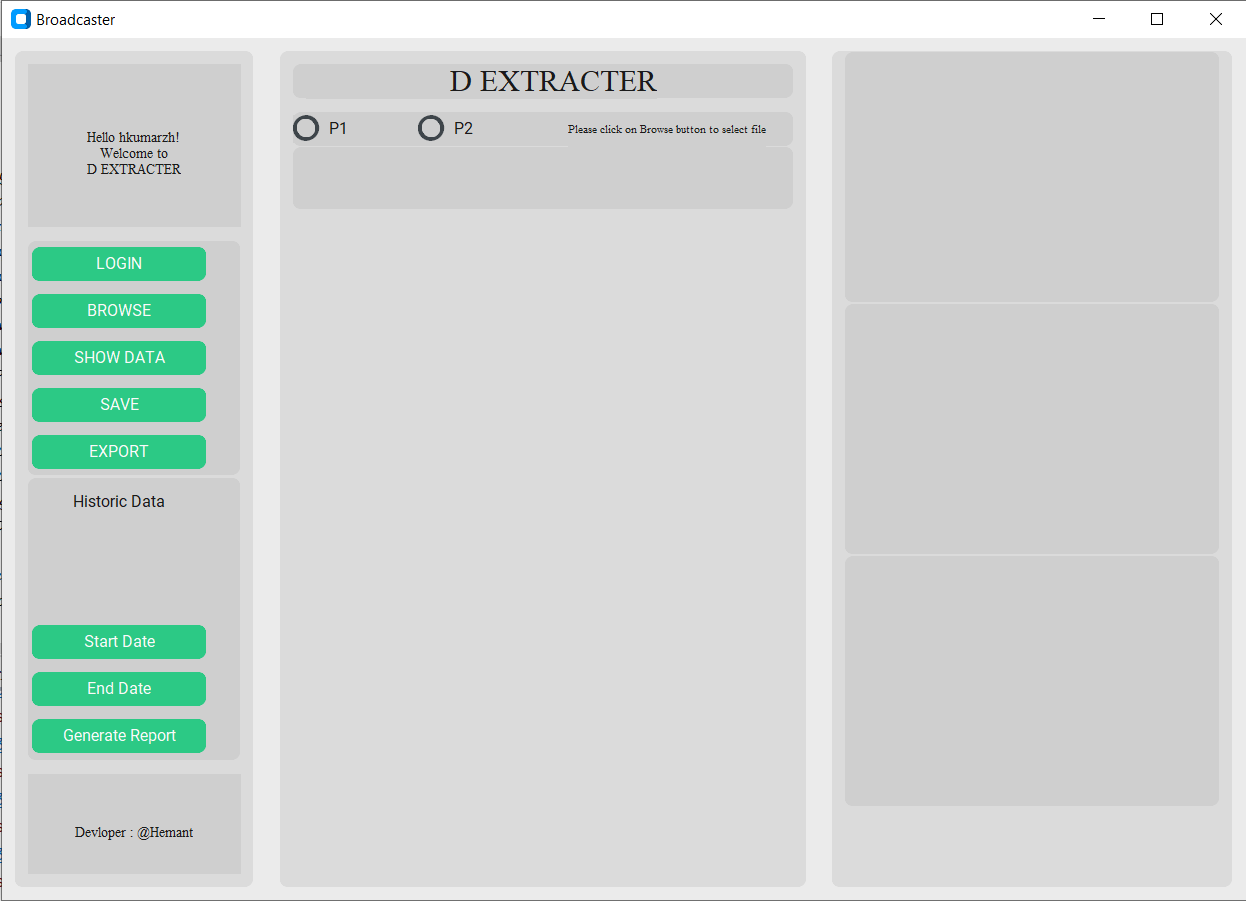 Broadcaster
Hello hkumarzh!
Welcome to
D EXTRACTER
LOGIN
BROWSE
SHOW DATA
SAVE
EXPORT
Historic Data
Start Date
End Date
Generate Report
Devloper : @Hemant
D EXTRACTER
P1 P2 Please click on Browse button to select file